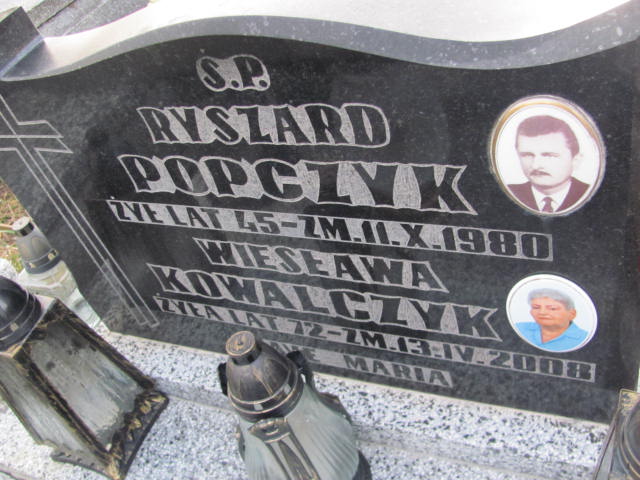 Ś.P.
RYSZARD
POPCZYK
ŻYŁ LAT 45-ZM.11.X.1980
WIESŁAWA
KOWALCZYK
ŻYŁA LAT 72-ZM.13.IV.2008
MARIA